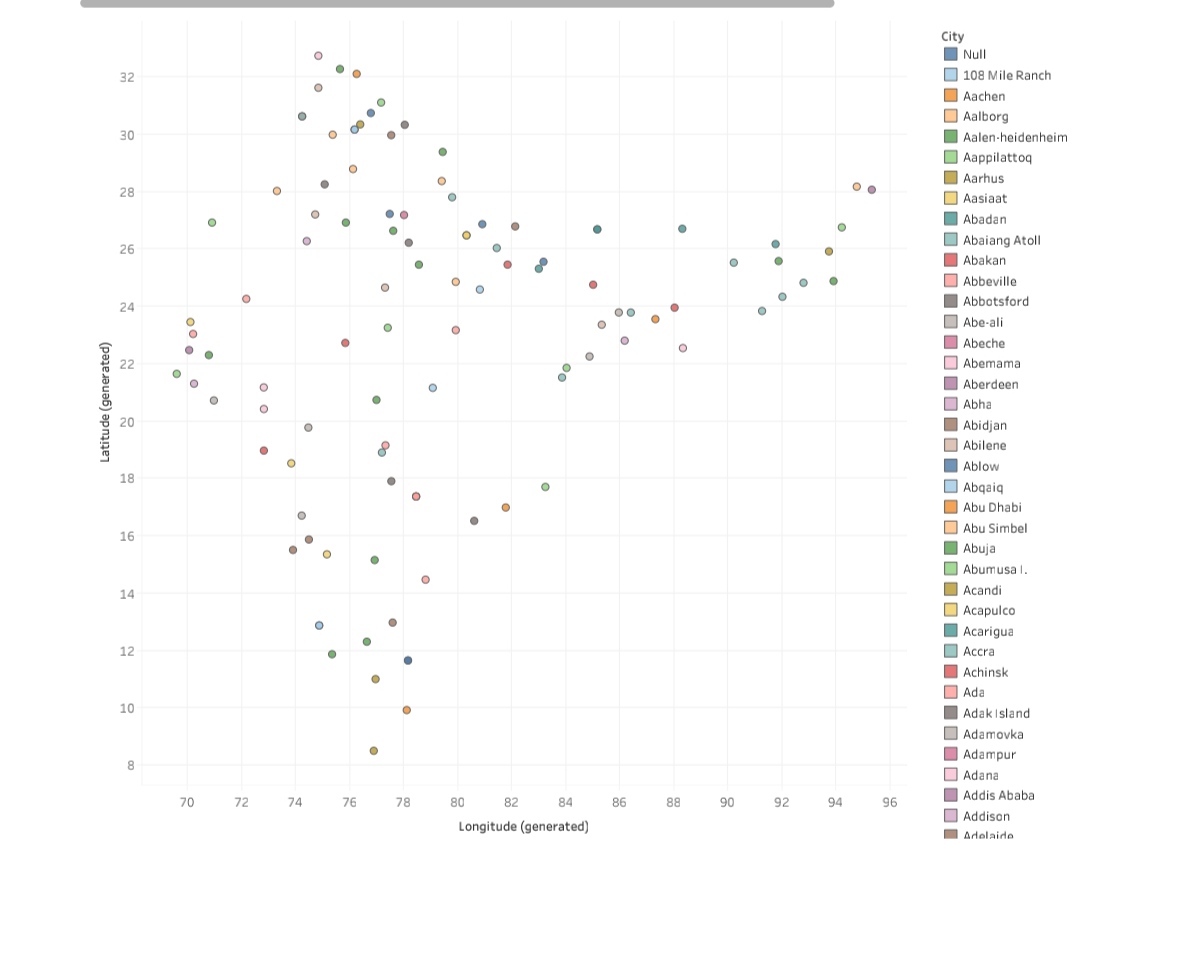 City
Null
108 Mile Ranch
Aachen
Aalborg
Aalen-heidenheim
Aappilattoq
Aarhus
Aasiaat
Abadan
Abaiang Atoll
Abakan
Abbeville
Abbotsford
Abe-ali
Abeche
Abemama
Aberdeen
Abha
Abidjan
Abilene
Ablow
Abqaiq
Abu Dhabi
Abu Simbel
Abuja
Abumusa I.
Acandi
Acapulco
Acarigua
Accra
Achinsk
Ada
Adak Island
Adamovka
Adampur
Adana
Addis Ababa
Addison
Adelaide
32
30
28
26
24
22
20
18
16
14
12
10
8
Latitude (generated)
70 72 74 76 78 80 82 84 86 88 90 92 94 96
Longitude (generated)